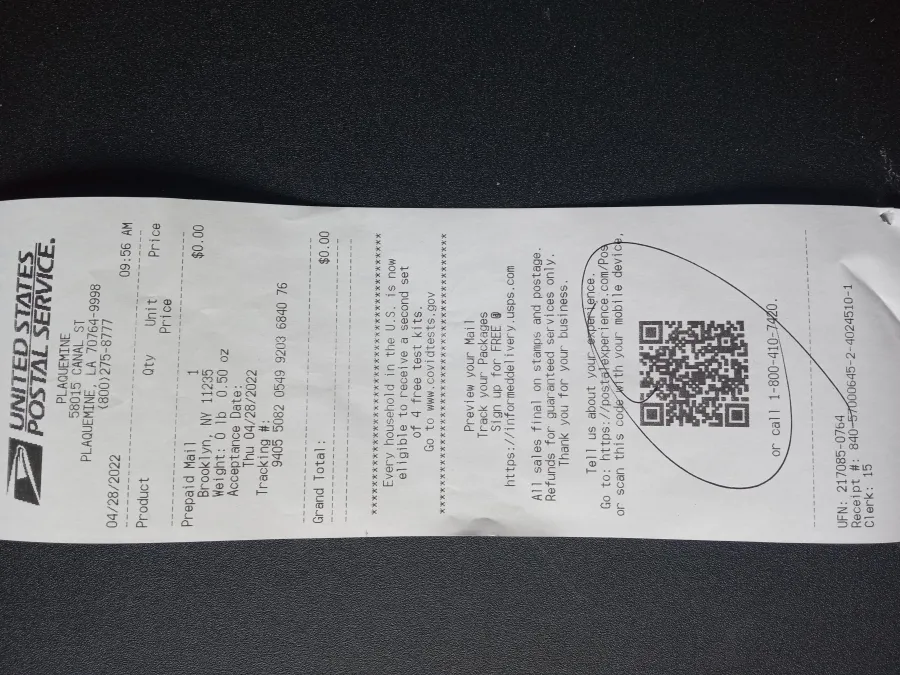 UNITED STATES
POSTAL SERVICE.
PLAQUEMINE
58015 CANAL ST
PLAQUEMINE, LA 70764-9998
(800)275-8777
04/28/2022 09:56 AM
Product Qty Unit Price
Price
Prepaid Mail 1 $0.00
Brooklyn, NY 11235
Weight: 0 lb 0.50 oz
Acceptance Date:
Thu 04/28/2022
Tracking #:
9405 5082 0549 9203 6840 76
Grand Total: $0.00
Every household in the U.S. is now
eligible to receive a second set
of 4 free test kits.
Go to www.covidtests.gov
Preview your Mail
Track your Packages
Sign up for FREE @
https://informeddelivery.usps.com
All sales final on stamps and postage.
Refunds for guaranteed services only.
Thank you for your business.
Tell us about your experience.
Go to: https://postalexperience.com/Pos
or scan this code with your mobile device,
or call 1-800-410-7420.
UFN: 217085-0764
Receipt #: 840-57000645-2-4024510-1
Clerk: 15